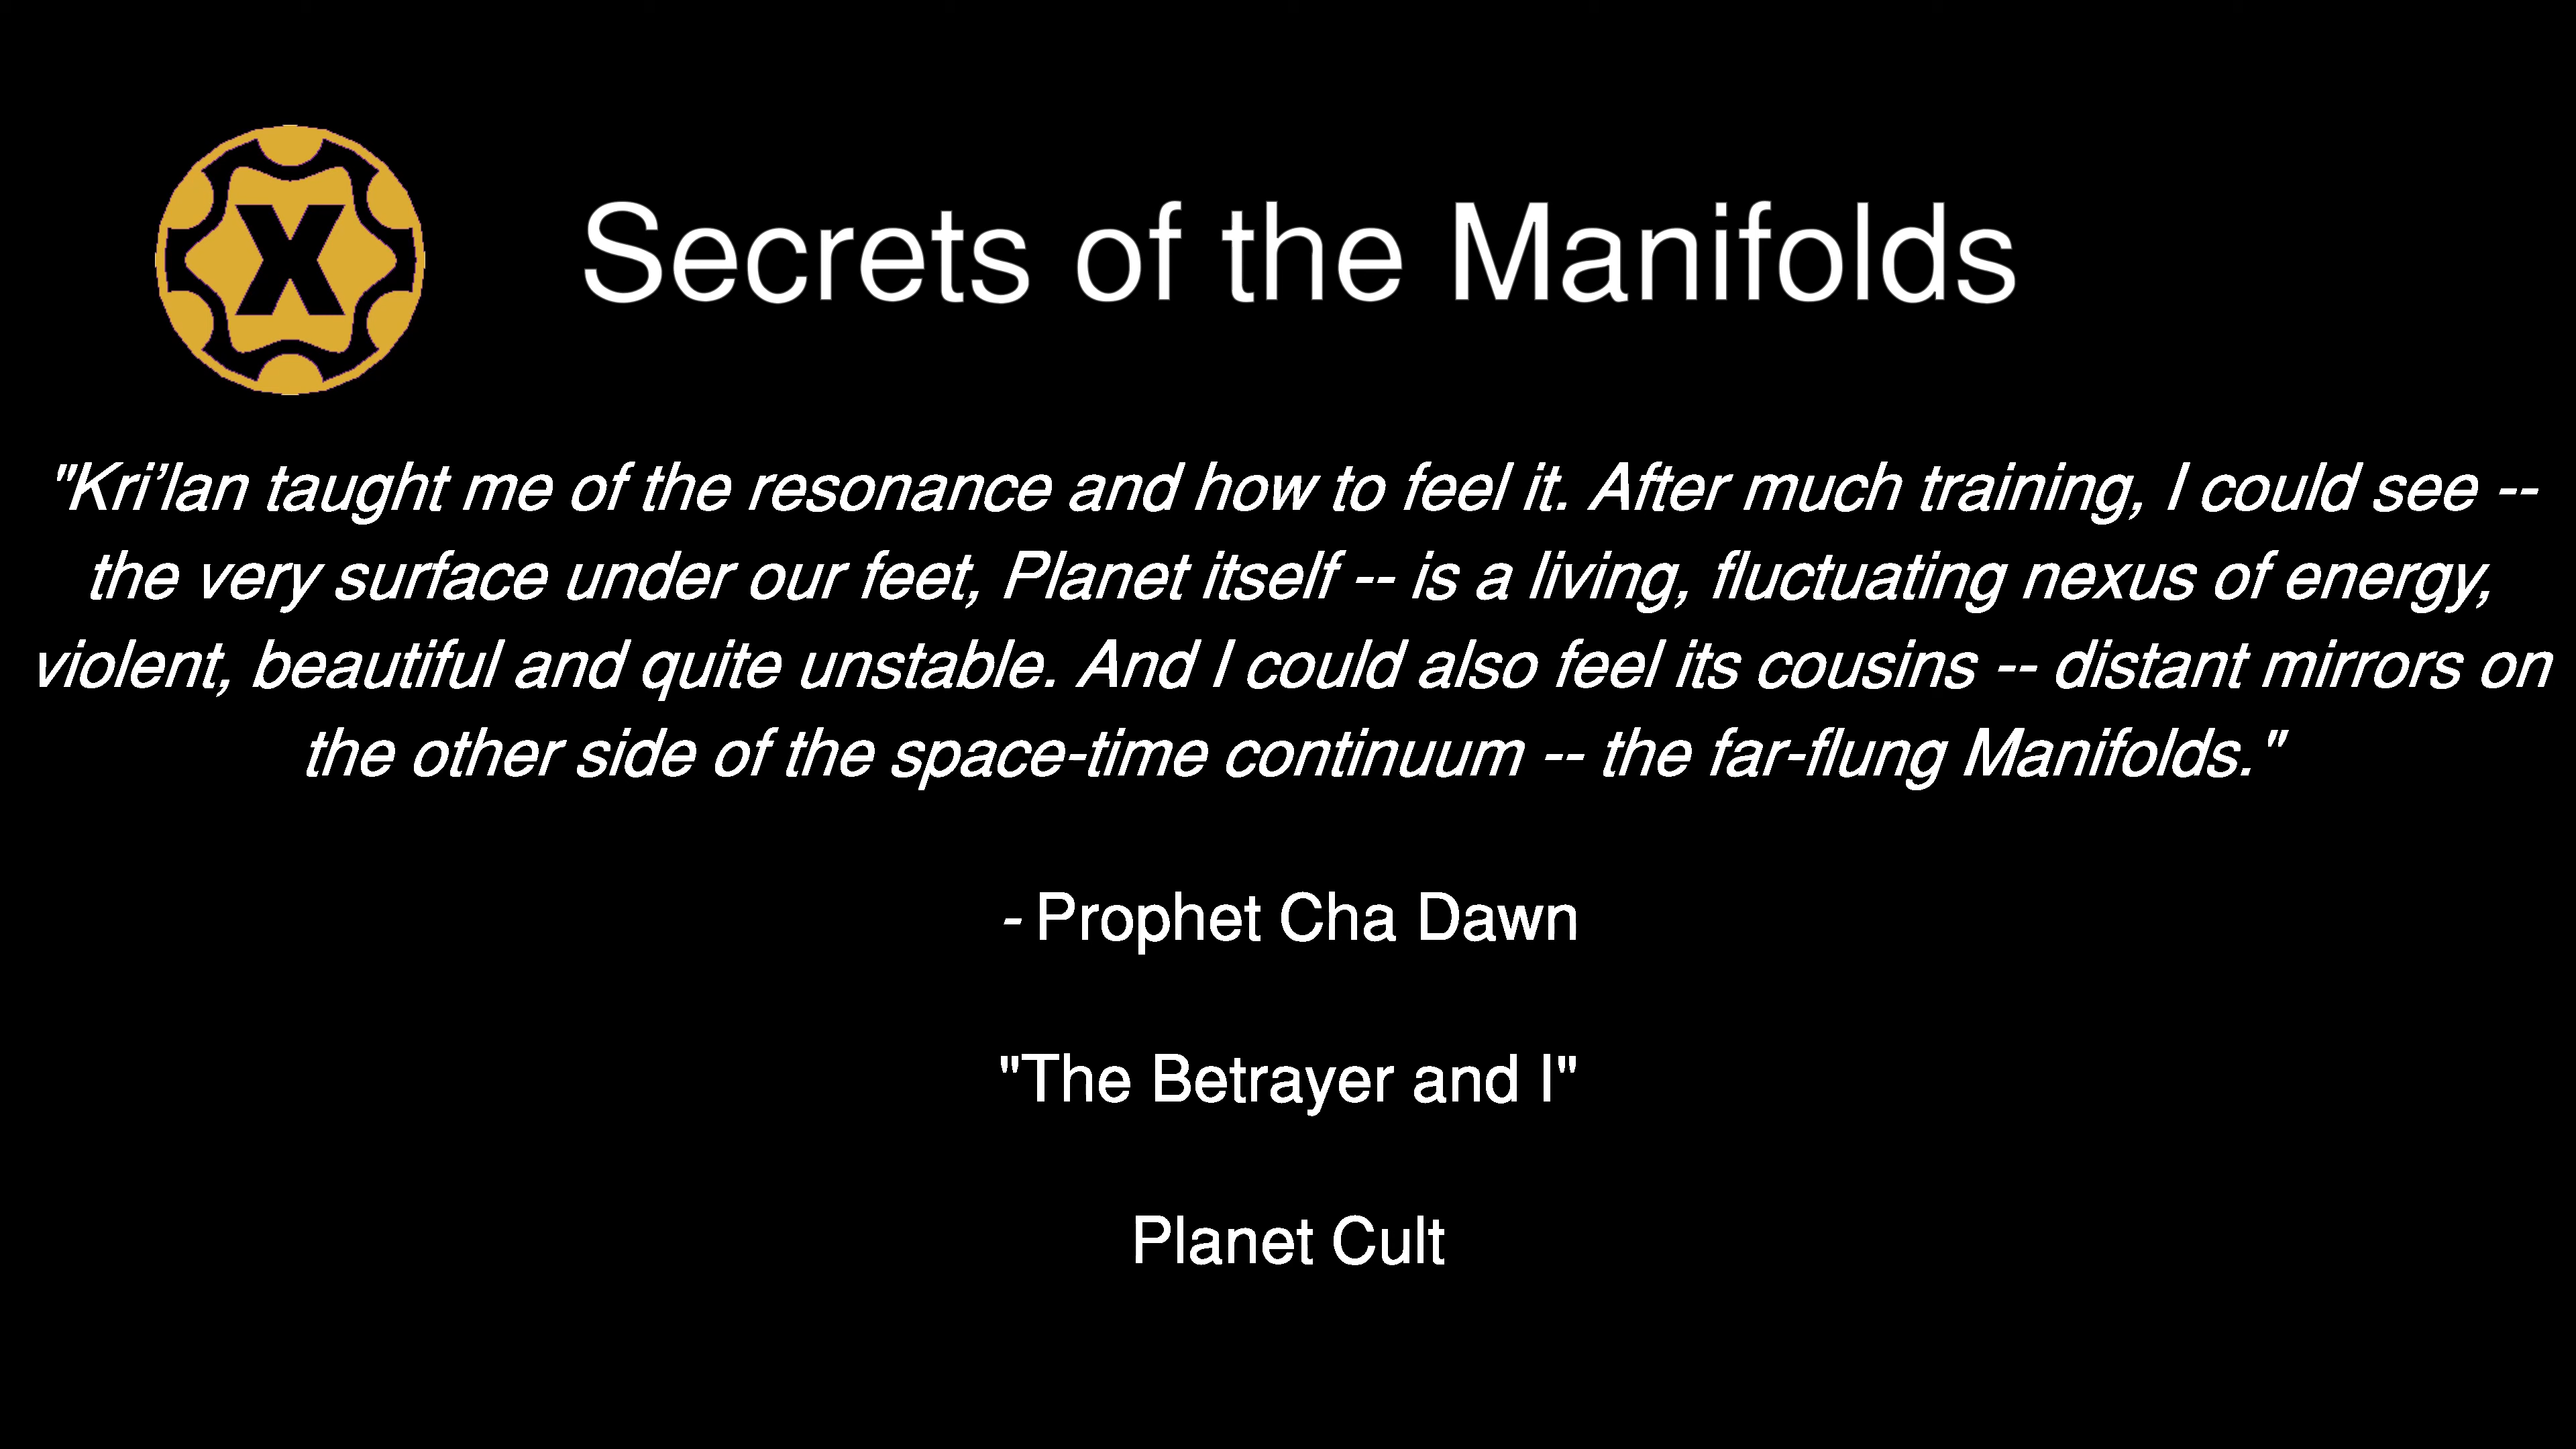 X
Secrets of the Manifolds
"Kri’lan taught me of the resonance and how to feel it. After much training, I could see --
the very surface under our feet, Planet itself -- is a living, fluctuating nexus of energy,
violent, beautiful and quite unstable. And I could also feel its cousins -- distant mirrors on
the other side of the space-time continuum -- the far-flung Manifolds."
- Prophet Cha Dawn
"The Betrayer and I"
Planet Cult